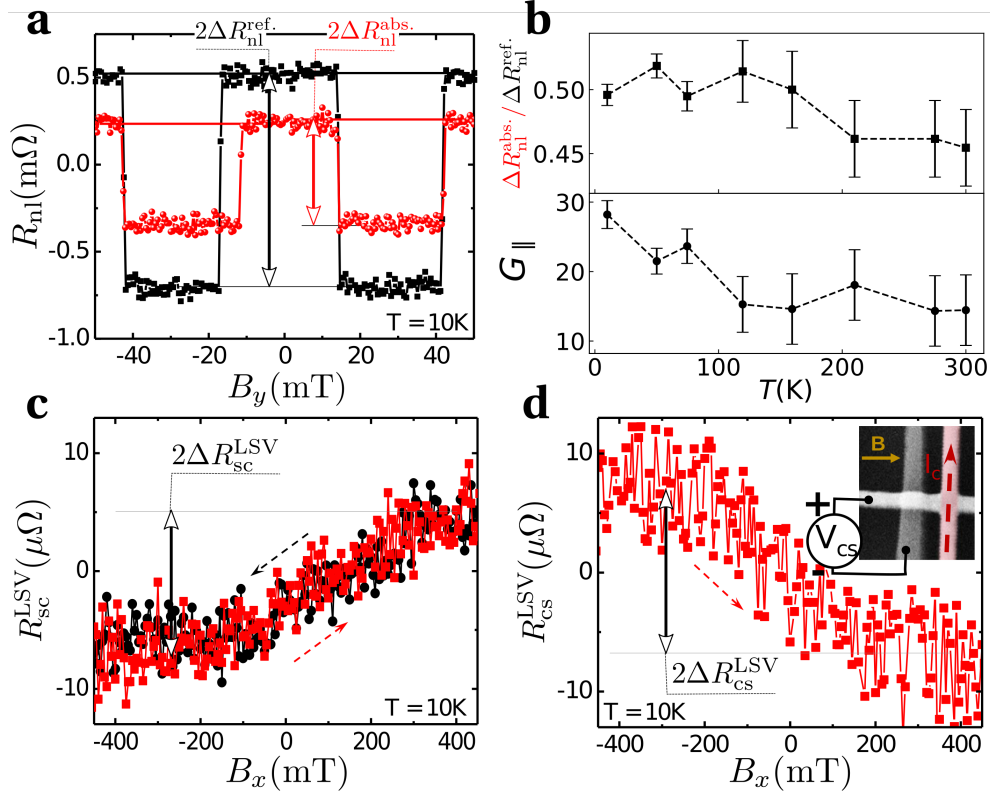 a
2ΔR_nl^ref.
2ΔR_nl^abs.
0.5
0.0
-0.5
-1.0
R_nl(mΩ)
T = 10K
-40
-20
0
20
40
B_y(mT)
b
0.50
0.45
ΔR_nl^abs. / ΔR_nl^ref.
30
20
10
G_∥
100
200
300
T(K)
c
10
0
-10
R_sc^LSV(μΩ)
2ΔR_sc^LSV
T = 10K
-400
-200
0
200
400
B_x(mT)
d
10
0
-10
R_cs^LSV(μΩ)
B
I_c
+
V_cs
-
2ΔR_cs^LSV
T = 10K
-400
-200
0
200
400
B_x(mT)